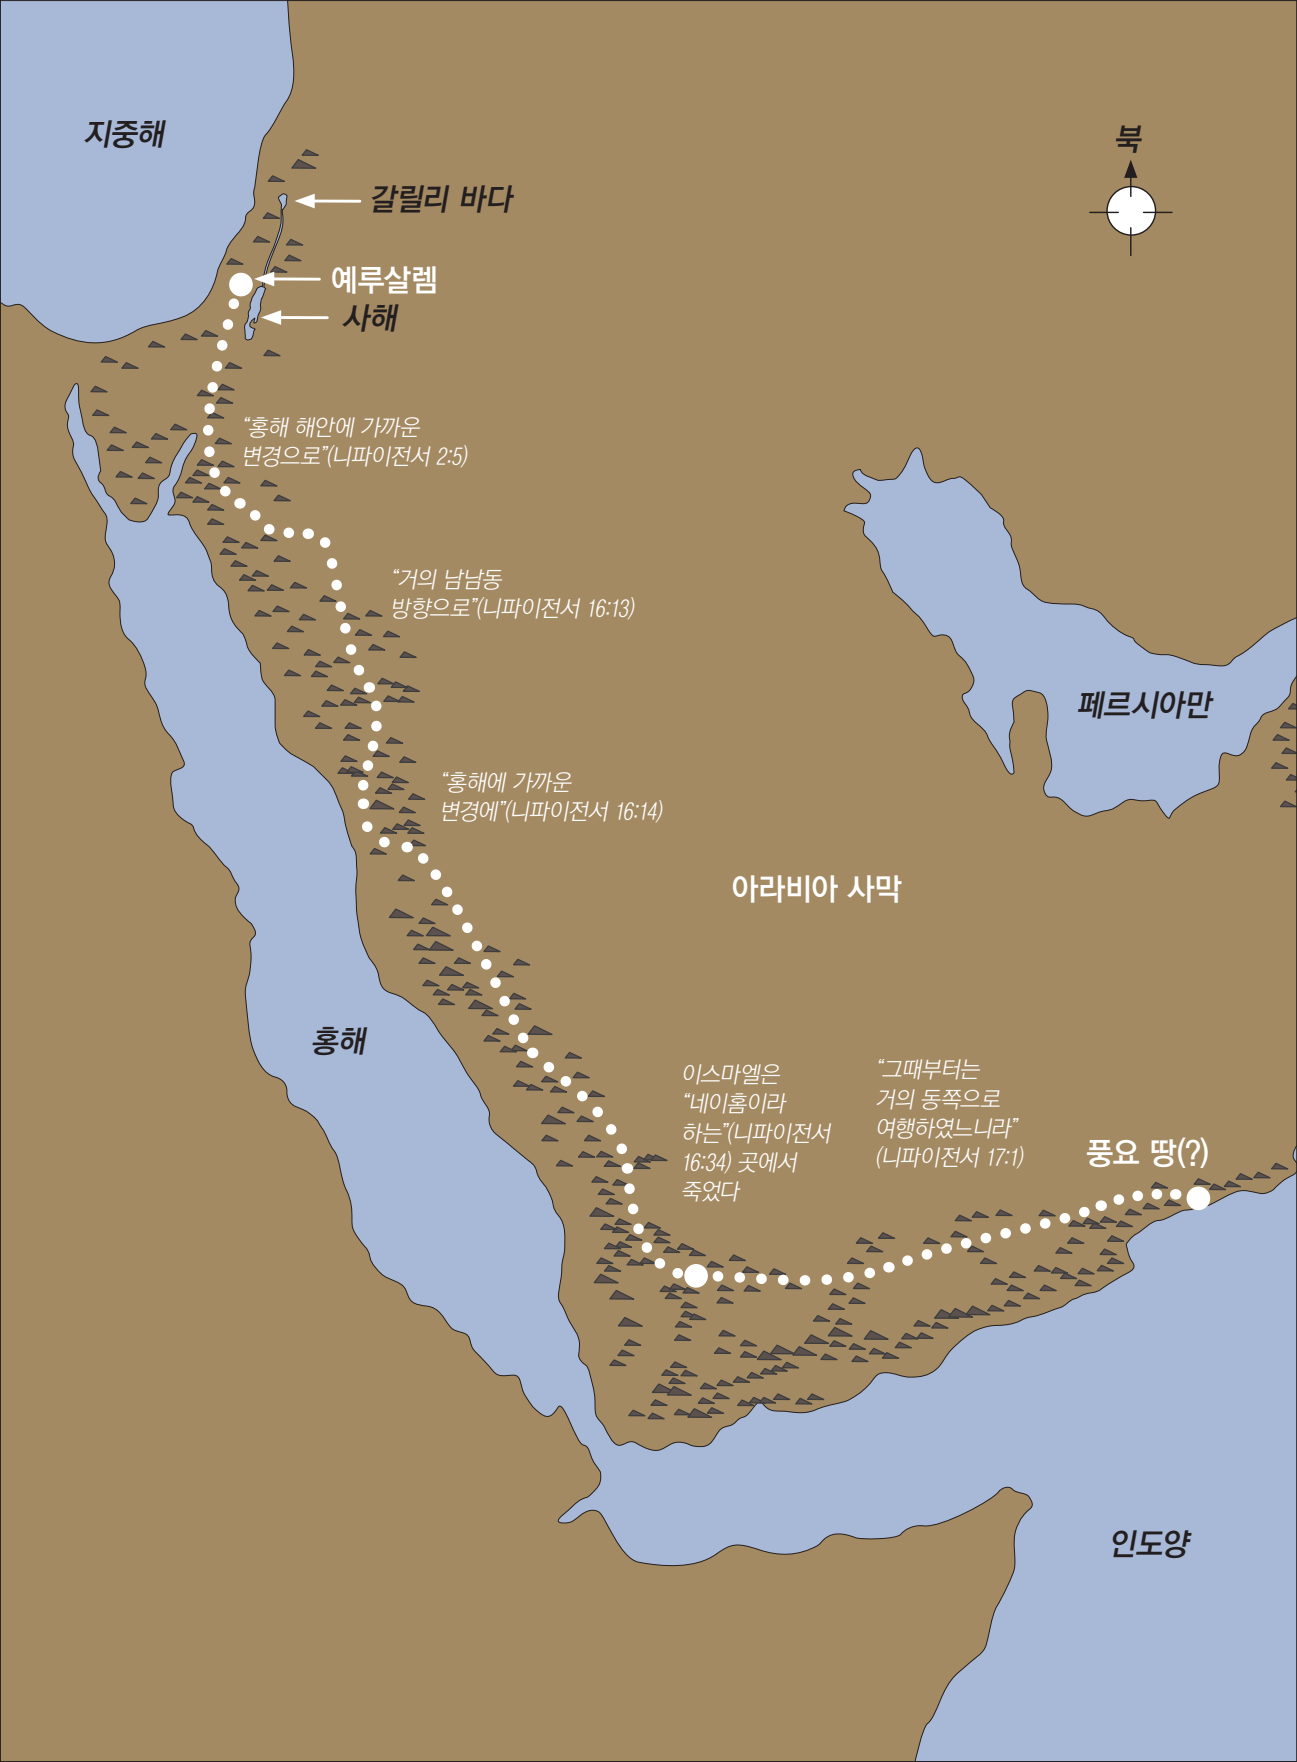 지중해
북
갈릴리 바다
예루살렘
사해
“홍해 해안에 가까운
변경으로”(니파이전서 2:5)
“거의 남남동
방향으로”(니파이전서 16:13)
페르시아만
“홍해에 가까운
변경에”(니파이전서 16:14)
아라비아 사막
홍해
이스마엘은
“네이홈이라
하는”(니파이전서
16:34) 곳에서
죽었다
“그때부터는
거의 동쪽으로
여행하였느니라”
(니파이전서 17:1)
풍요 땅(?)
인도양